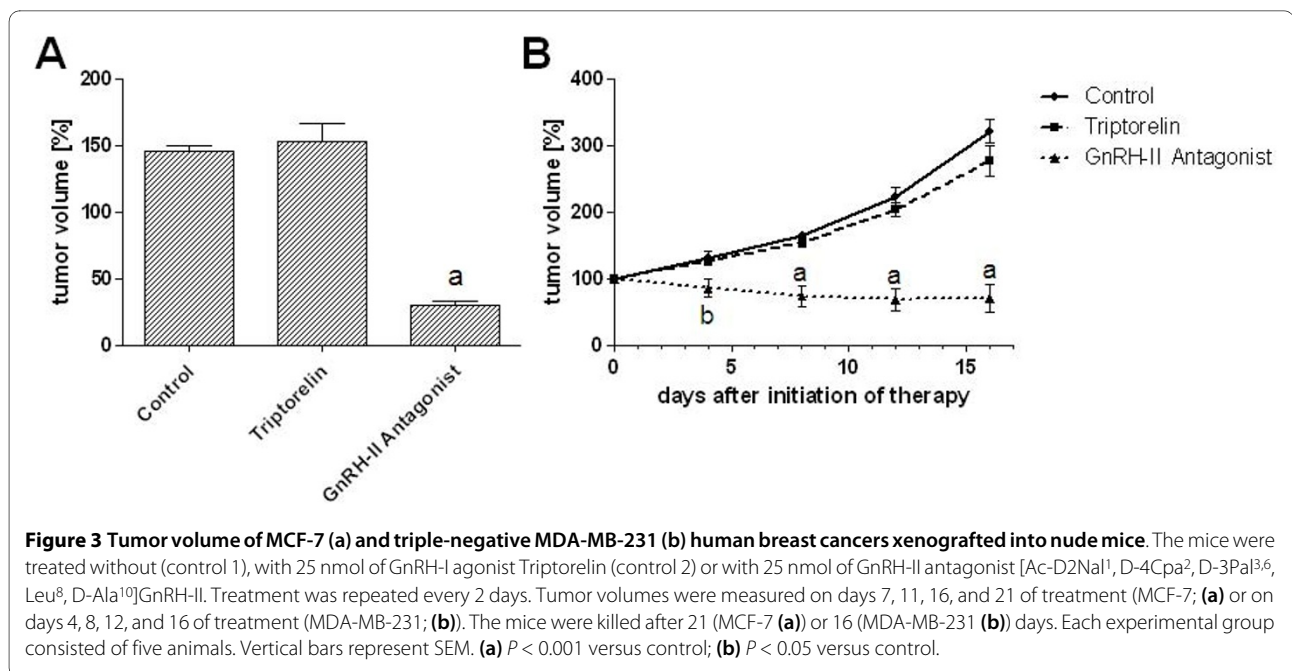 A
B
tumor volume [%]
200
150
100
50
0
a
Control
Triptorelin
GnRH-II Antagonist
tumor volume [%]
400
300
200
100
0
a
a
a
b
0
5
10
15
days after initiation of therapy
Control
Triptorelin
GnRH-II Antagonist
Figure 3 Tumor volume of MCF-7 (a) and triple-negative MDA-MB-231 (b) human breast cancers xenografted into nude mice. The mice were
treated without (control 1), with 25 nmol of GnRH-I agonist Triptorelin (control 2) or with 25 nmol of GnRH-II antagonist [Ac-D2Nal¹, D-4Cpa², D-3Pal³,⁶,
Leu⁸, D-Ala¹⁰]GnRH-II. Treatment was repeated every 2 days. Tumor volumes were measured on days 7, 11, 16, and 21 of treatment (MCF-7; (a) or on
days 4, 8, 12, and 16 of treatment (MDA-MB-231; (b)). The mice were killed after 21 (MCF-7 (a)) or 16 (MDA-MB-231 (b)) days. Each experimental group
consisted of five animals. Vertical bars represent SEM. (a) P < 0.001 versus control; (b) P < 0.05 versus control.